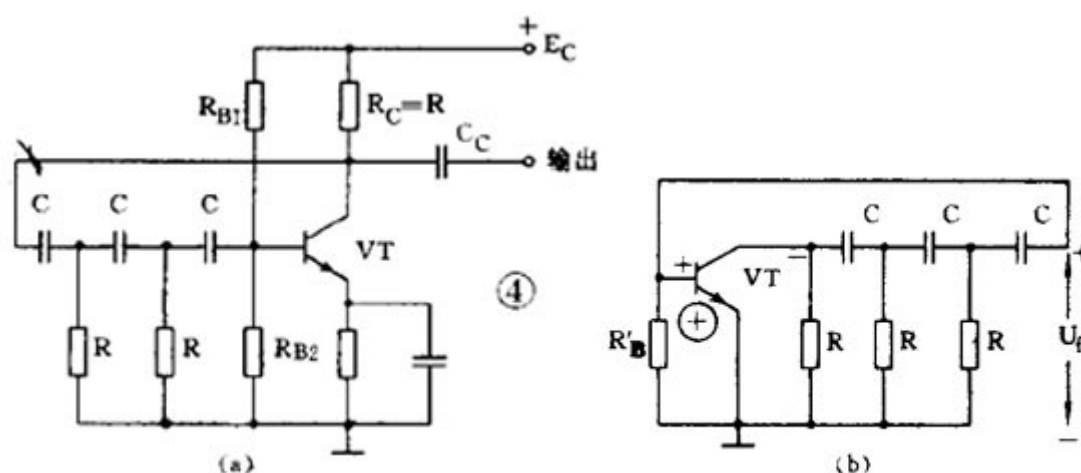 +
E_C
R_B1
R_C=R
C_C
输出
C
C
C
VT
④
R
R
R_B2
(a)
C
C
C
+
−
VT
+
+
R'_B
R
R
R
U_f
−
(b)